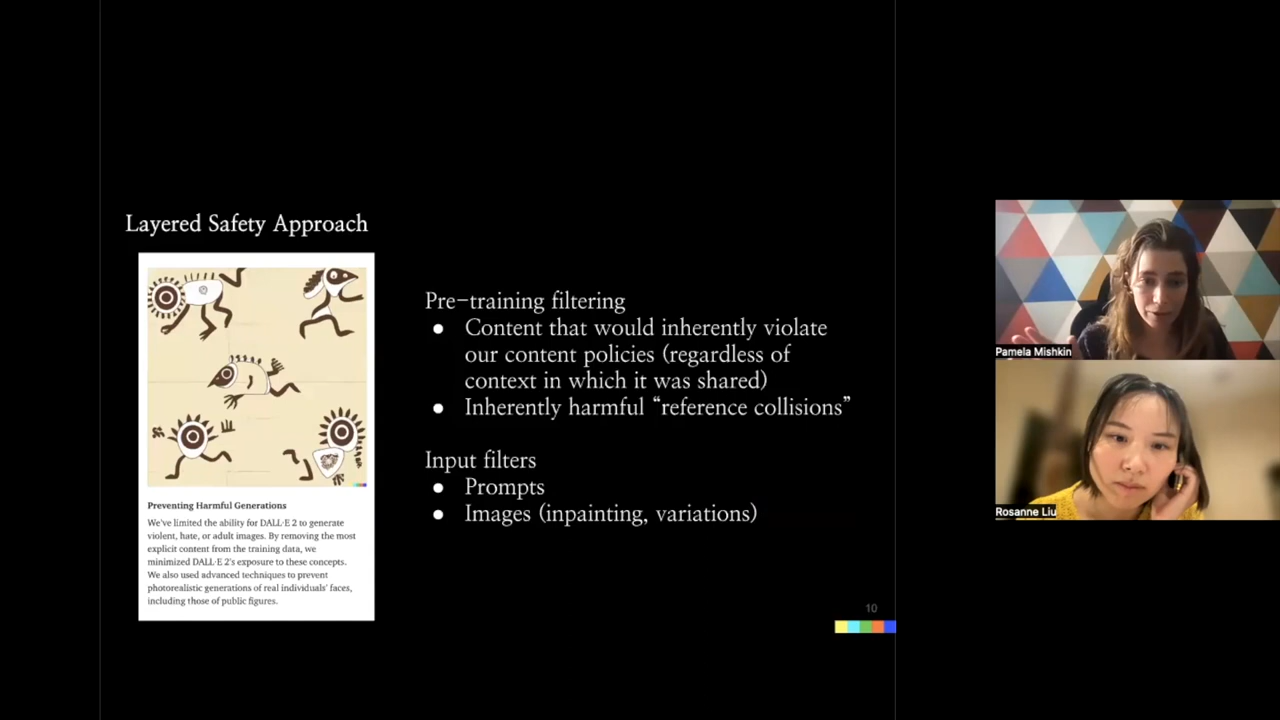 Layered Safety Approach
Preventing Harmful Generations
We've limited the ability for DALL·E 2 to generate
violent, hate, or adult images. By removing the most
explicit content from the training data, we
minimized DALL·E 2's exposure to these concepts.
We also used advanced techniques to prevent
photorealistic generations of real individuals' faces,
including those of public figures.
Pre-training filtering
● Content that would inherently violate
our content policies (regardless of
context in which it was shared)
● Inherently harmful “reference collisions”
Input filters
● Prompts
● Images (inpainting, variations)
10
Pamela Mishkin
Rosanne Liu